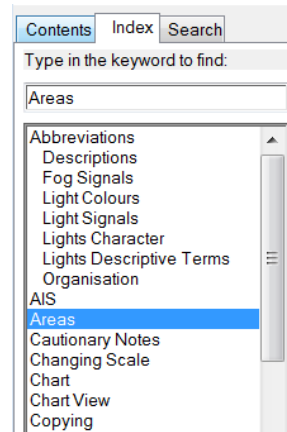 Contents Index Search
Type in the keyword to find:
Areas
Abbreviations
Descriptions
Fog Signals
Light Colours
Light Signals
Lights Character
Lights Descriptive Terms
Organisation
AIS
Areas
Cautionary Notes
Changing Scale
Chart
Chart View
Copying